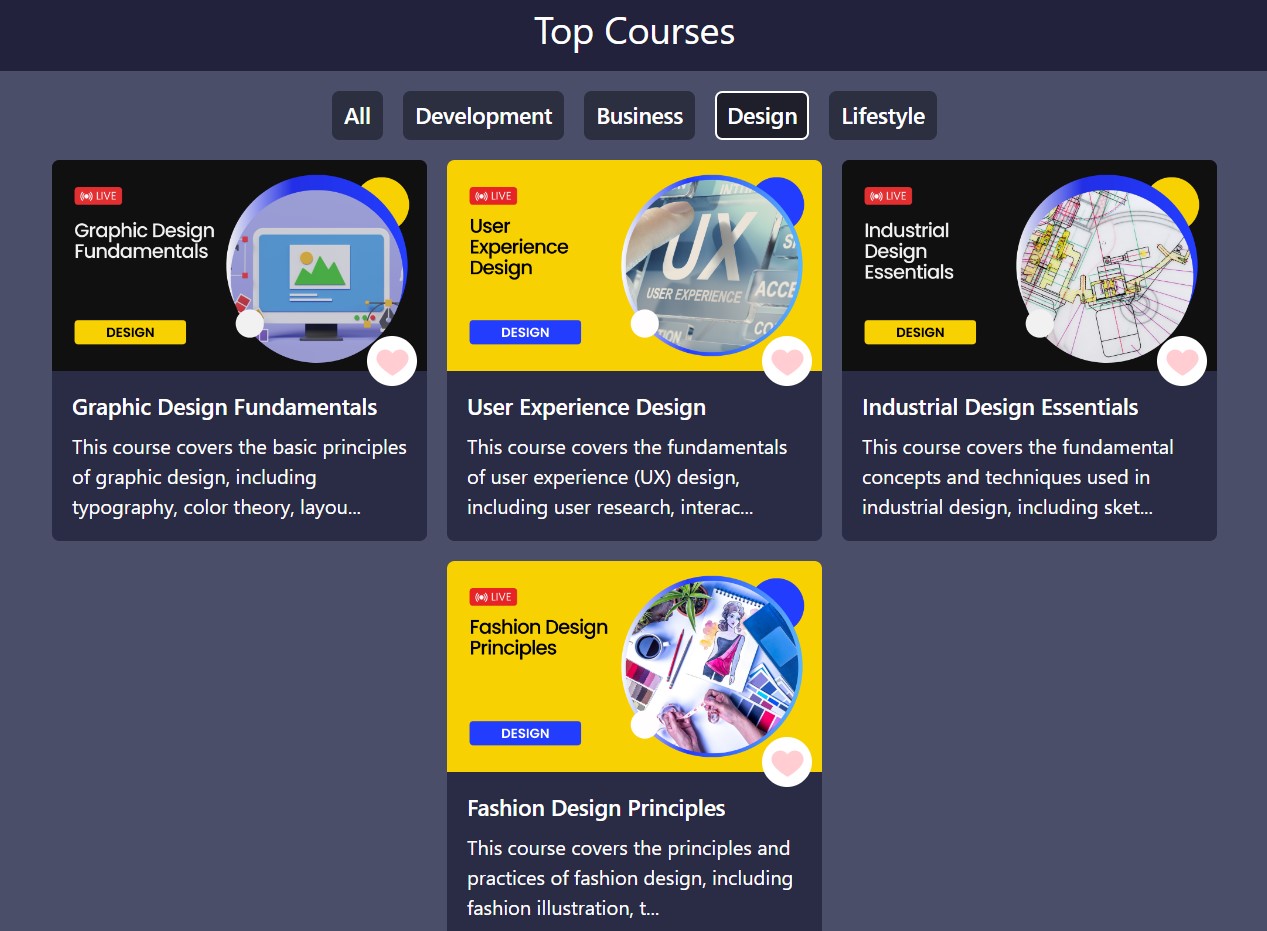 Top Courses
All
Development
Business
Design
Lifestyle
LIVE
Graphic Design
Fundamentals
DESIGN
Graphic Design Fundamentals
This course covers the basic principles
of graphic design, including
typography, color theory, layou...
LIVE
User
Experience
Design
UX
USER EXPERIENCE
DESIGN
User Experience Design
This course covers the fundamentals
of user experience (UX) design,
including user research, interac...
LIVE
Industrial
Design
Essentials
DESIGN
Industrial Design Essentials
This course covers the fundamental
concepts and techniques used in
industrial design, including sket...
LIVE
Fashion Design
Principles
DESIGN
Fashion Design Principles
This course covers the principles and
practices of fashion design, including
fashion illustration, t...